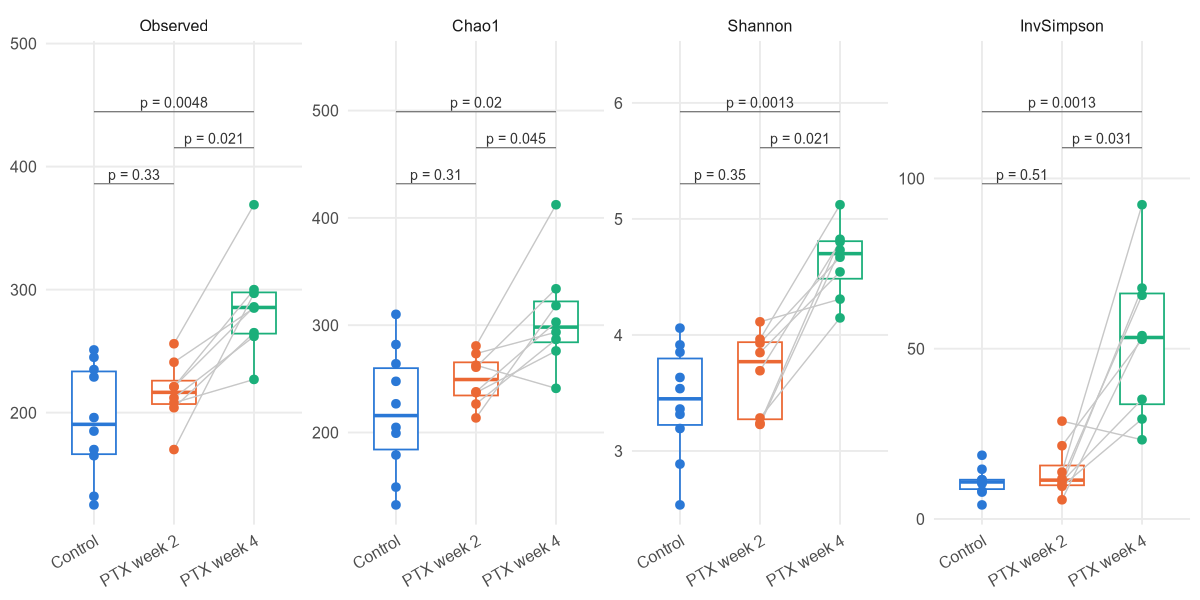 Observed
Chao1
Shannon
InvSimpson
500
400
300
200
p = 0.0048
p = 0.021
p = 0.33
Control
PTX week 2
PTX week 4
500
400
300
200
p = 0.02
p = 0.045
p = 0.31
Control
PTX week 2
PTX week 4
6
5
4
3
p = 0.0013
p = 0.021
p = 0.35
Control
PTX week 2
PTX week 4
100
50
0
p = 0.0013
p = 0.031
p = 0.51
Control
PTX week 2
PTX week 4